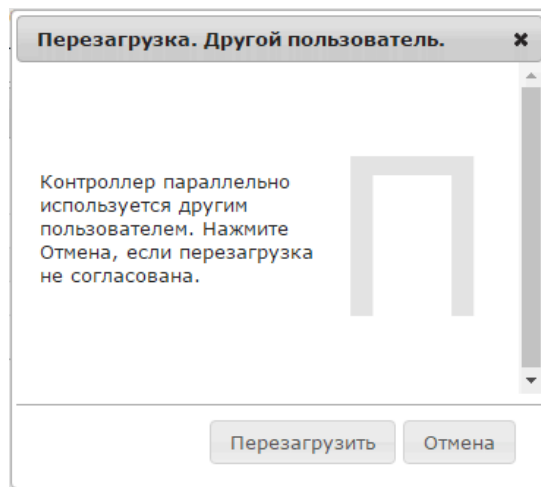 Перезагрузка. Другой пользователь.
Контроллер параллельно
используется другим
пользователем. Нажмите
Отмена, если перезагрузка
не согласована.
П
Перезагрузить
Отмена